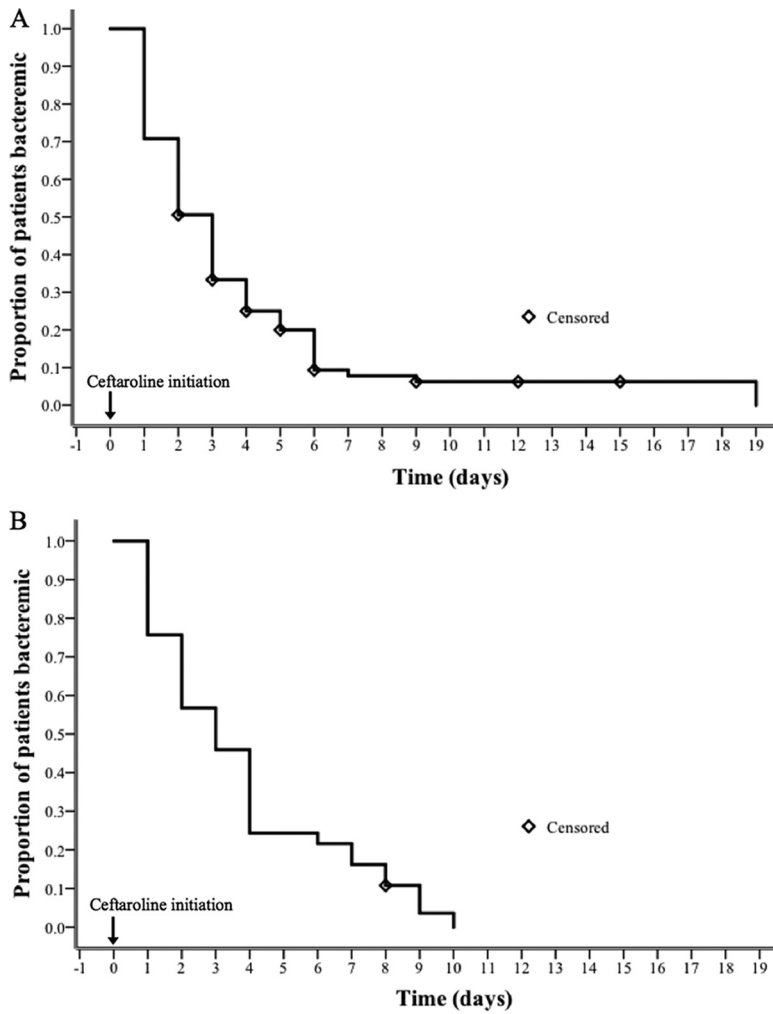 A
Proportion of patients bacteremic
1.0
0.9
0.8
0.7
0.6
0.5
0.4
0.3
0.2
0.1
0.0
Censored
Ceftaroline initiation
-1 0 1 2 3 4 5 6 7 8 9 10 11 12 13 14 15 16 17 18 19
Time (days)
B
Proportion of patients bacteremic
1.0
0.9
0.8
0.7
0.6
0.5
0.4
0.3
0.2
0.1
0.0
Censored
Ceftaroline initiation
-1 0 1 2 3 4 5 6 7 8 9 10 11 12 13 14 15 16 17 18 19
Time (days)